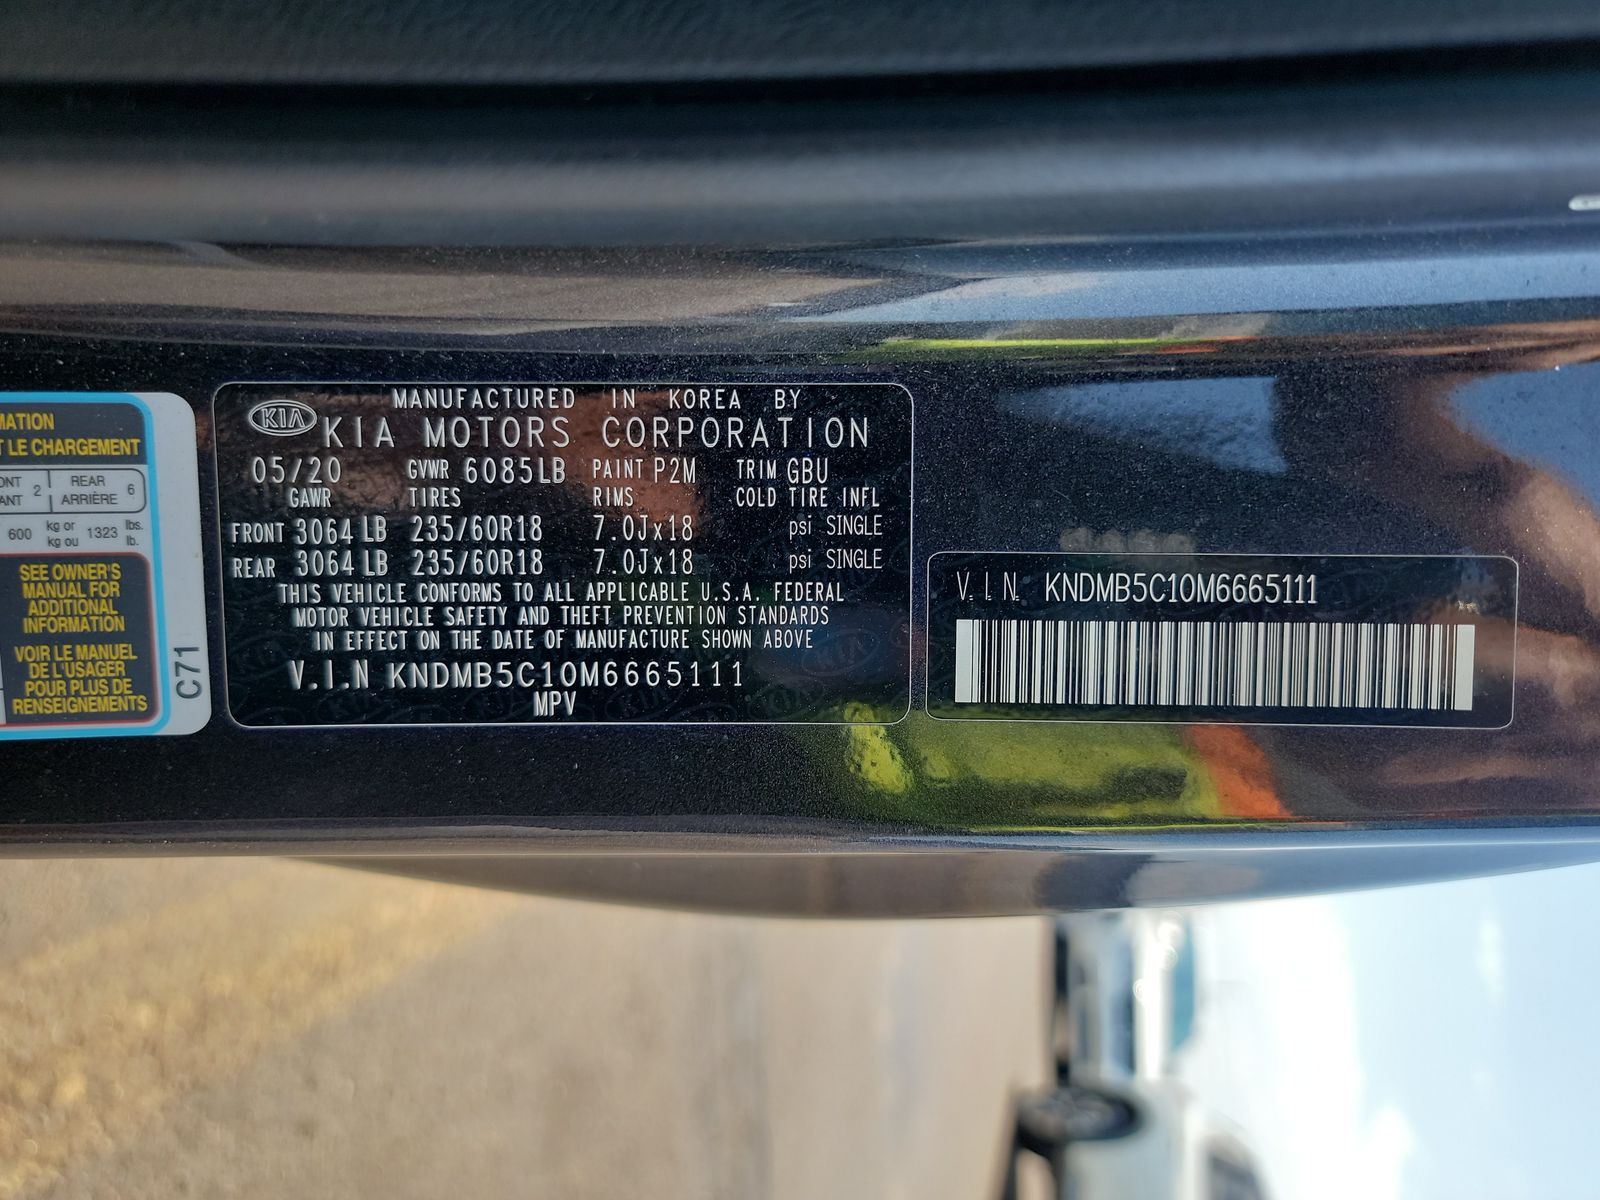 MATION
T LE CHARGEMENT
ONT 2 REAR 6
ANT ARRIÈRE
600 kg or 1323 lbs.
kg ou lb.
SEE OWNER'S
MANUAL FOR
ADDITIONAL
INFORMATION
VOIR LE MANUEL
DE L'USAGER
POUR PLUS DE
RENSEIGNEMENTS
C71
MANUFACTURED IN KOREA BY
KIA KIA MOTORS CORPORATION
05/20 GVWR 6085LB PAINT P2M TRIM GBU
GAWR TIRES RIMS COLD TIRE INFL
FRONT 3064 LB 235/60R18 7.0Jx18 psi SINGLE
REAR 3064 LB 235/60R18 7.0Jx18 psi SINGLE
THIS VEHICLE CONFORMS TO ALL APPLICABLE U.S.A. FEDERAL
MOTOR VEHICLE SAFETY AND THEFT PREVENTION STANDARDS
IN EFFECT ON THE DATE OF MANUFACTURE SHOWN ABOVE
V.I.N KNDMB5C10M6665111
MPV
V.I.N. KNDMB5C10M6665111